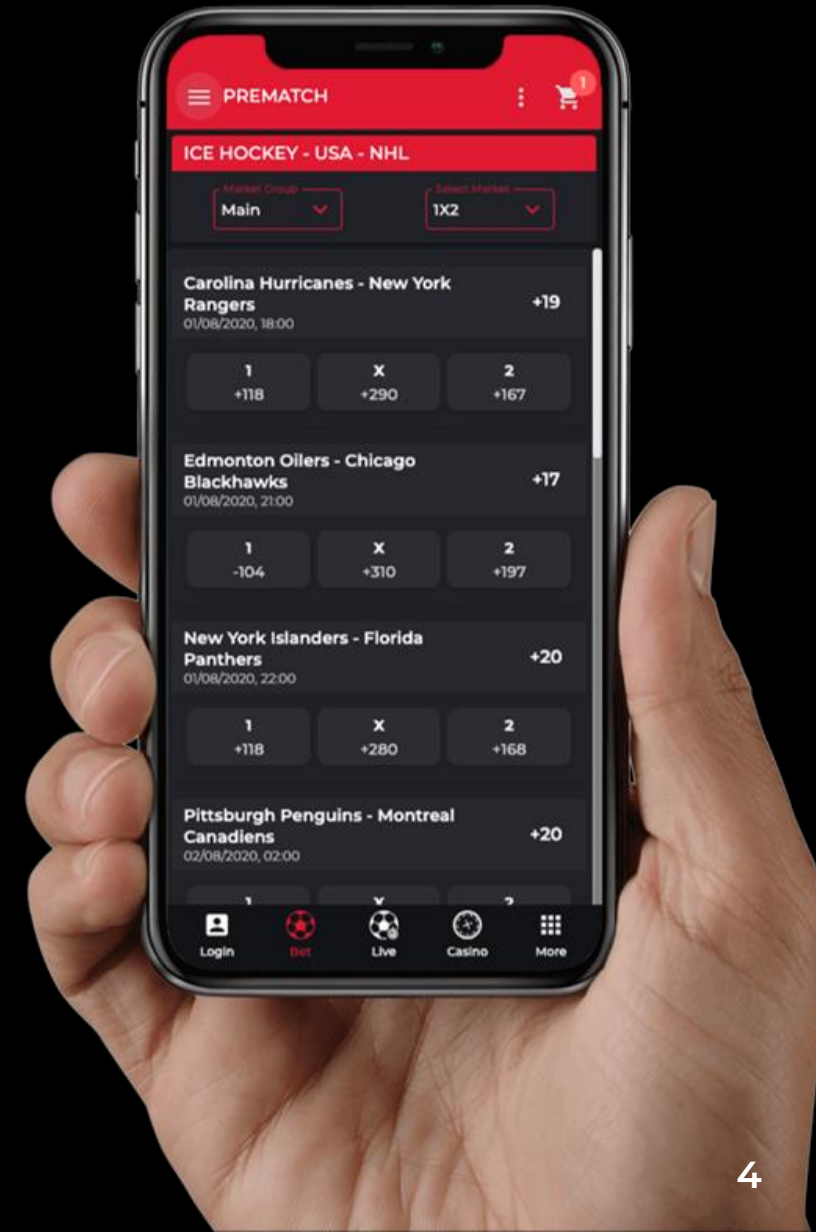 PREMATCH
1
ICE HOCKEY - USA - NHL
Market Group
Select Market
Main
1X2
Carolina Hurricanes - New York
Rangers
+19
01/08/2020, 18:00
1 X 2
+118 +290 +167
Edmonton Oilers - Chicago
Blackhawks
+17
01/08/2020, 21:00
1 X 2
-104 +310 +197
New York Islanders - Florida
Panthers
+20
01/08/2020, 22:00
1 X 2
+118 +280 +168
Pittsburgh Penguins - Montreal
Canadiens
+20
02/08/2020, 02:00
1 X 2
Login Bet Live Casino More
4